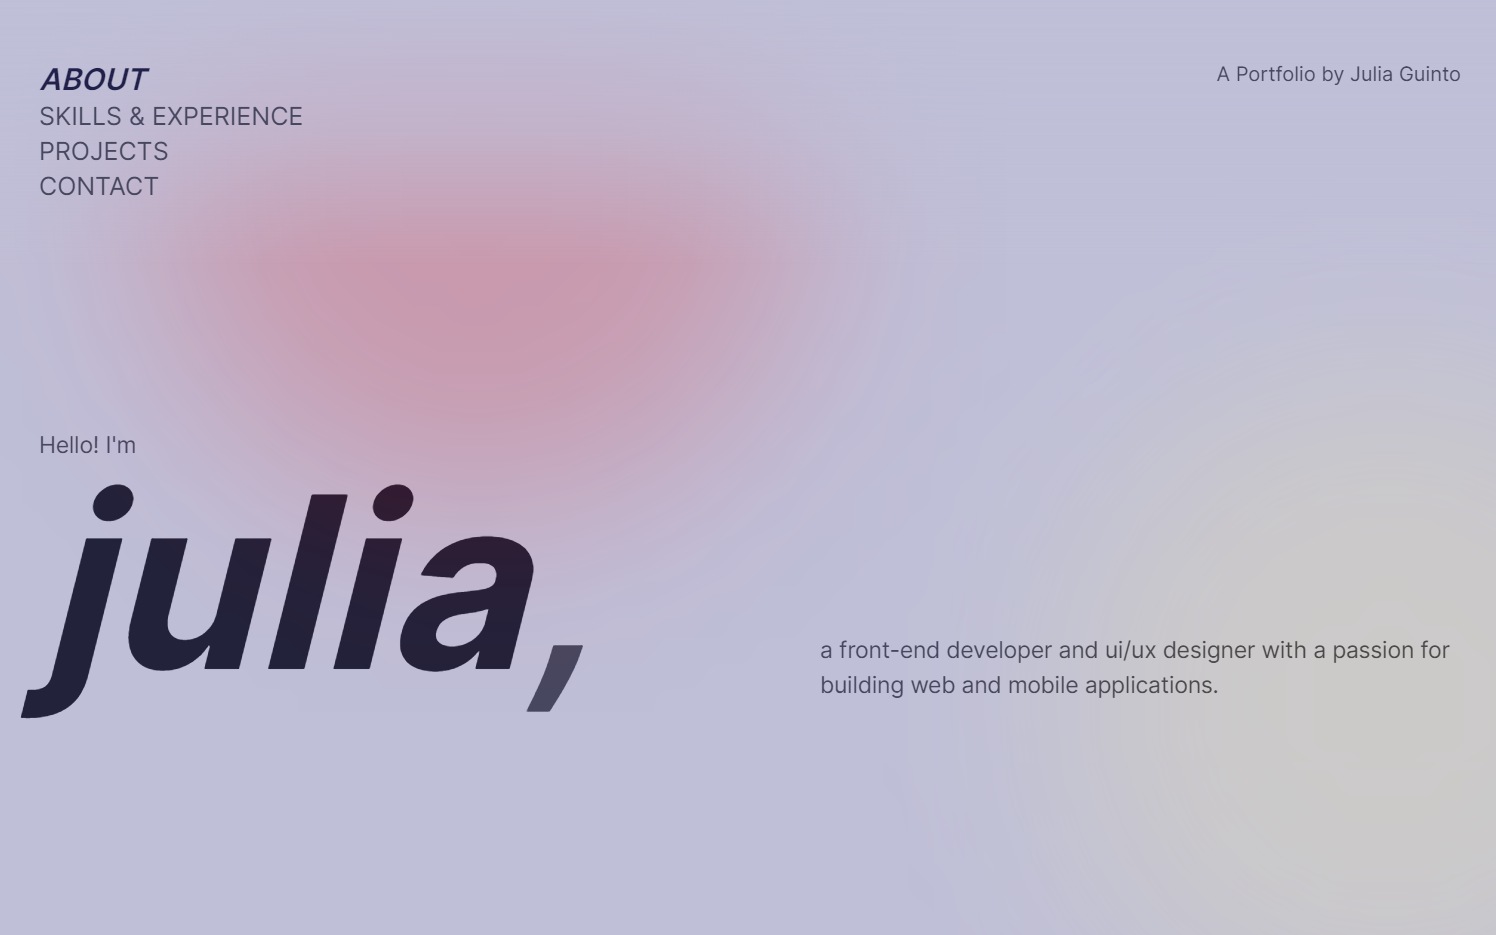 ABOUT
SKILLS & EXPERIENCE
PROJECTS
CONTACT
A Portfolio by Julia Guinto
Hello! I'm
julia,
a front-end developer and ui/ux designer with a passion for
building web and mobile applications.